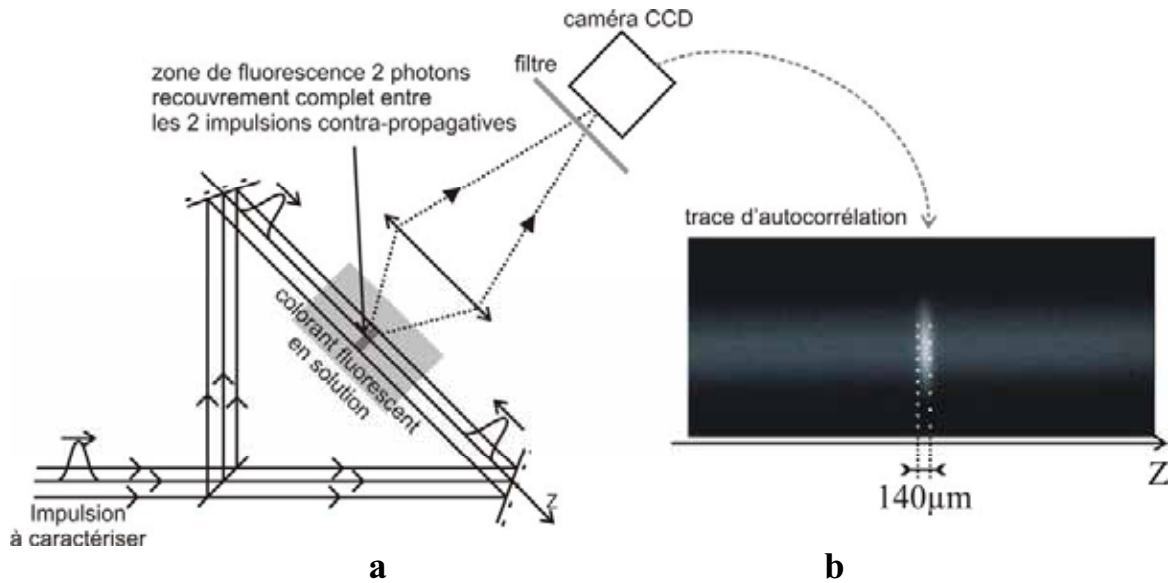 caméra CCD
filtre
zone de fluorescence 2 photons
recouvrement complet entre
les 2 impulsions contra-propagatives
trace d'autocorrélation
colorant fluorescent
en solution
Z
140µm
Z
Impulsion
à caractériser
a
b